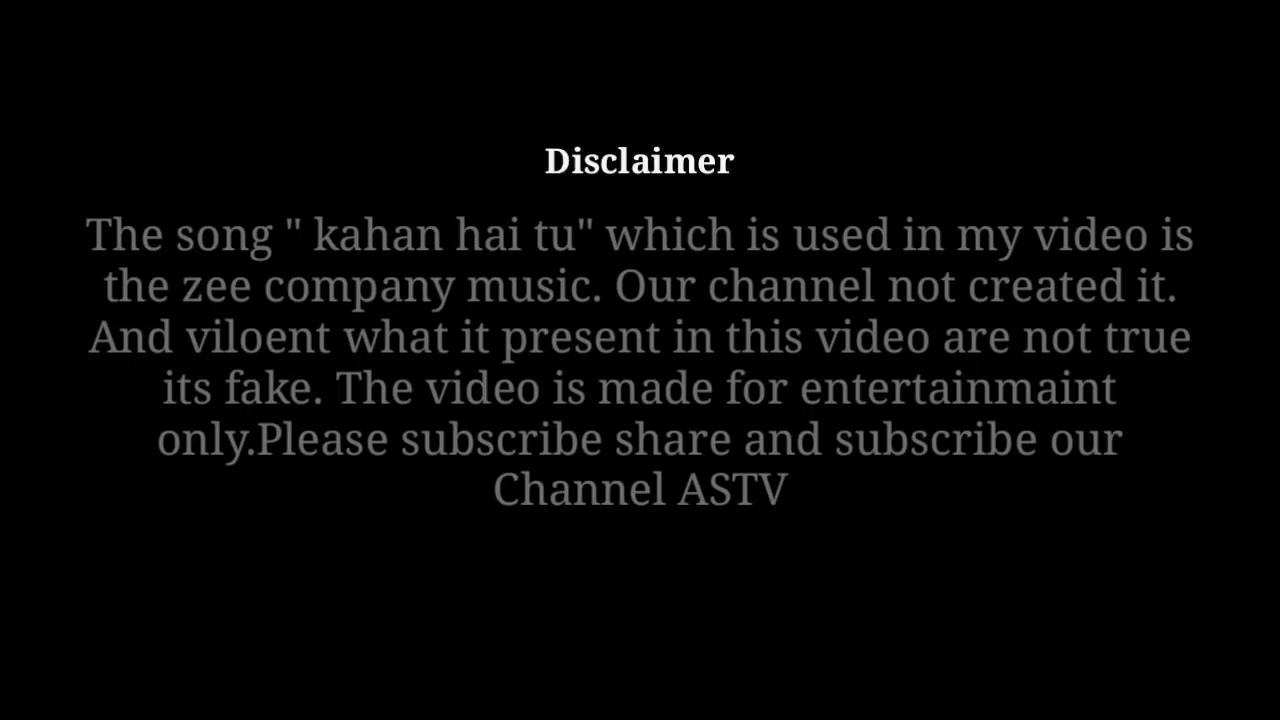 Disclaimer
The song " kahan hai tu" which is used in my video is
the zee company music. Our channel not created it.
And viloent what it present in this video are not true
its fake. The video is made for entertainmaint
only.Please subscribe share and subscribe our
Channel ASTV